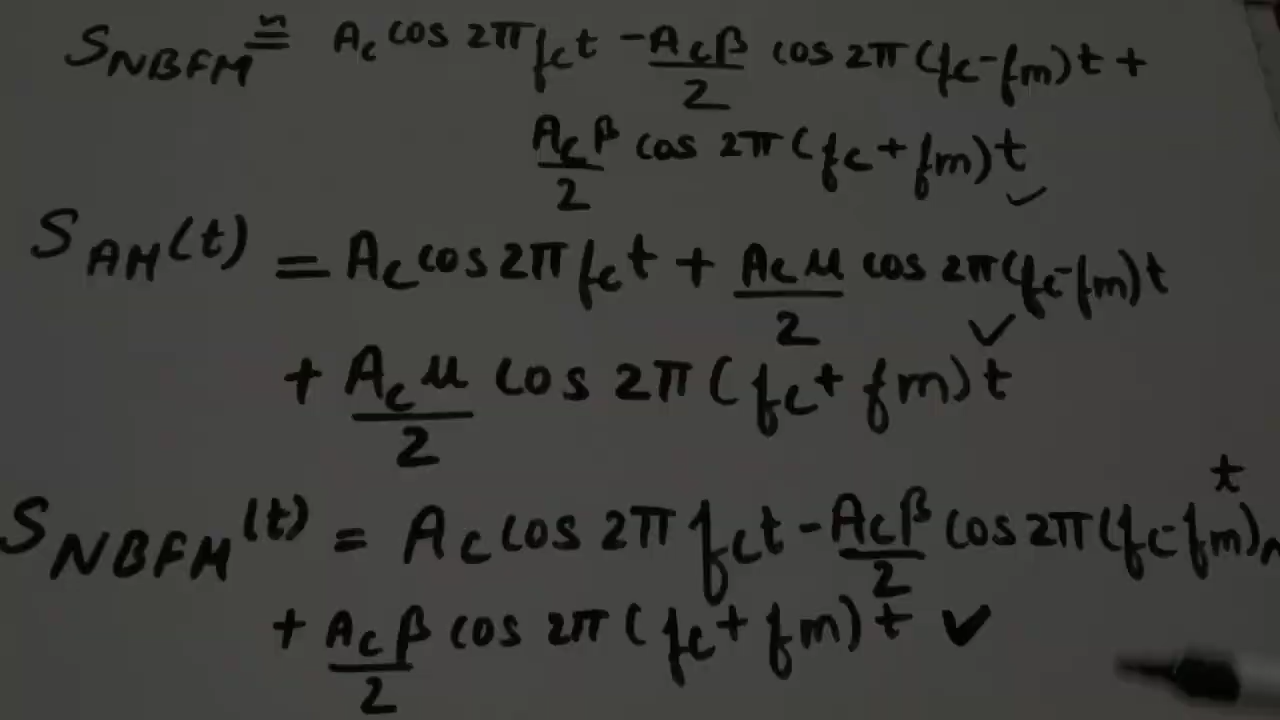 S_NBFM ≅ A_c cos 2π f_c t - A_c β / 2 cos 2π (f_c - f_m) t +
A_c β / 2 cos 2π (f_c + f_m) t ✓
S_AM (t) = A_c cos 2π f_c t + A_c μ / 2 cos 2π (f_c - f_m) t
+ A_c μ / 2 cos 2π (f_c + f_m) t ✓
S_NBFM (t) = A_c cos 2π f_c t - A_c β / 2 cos 2π (f_c - f_m) t
+ A_c β / 2 cos 2π (f_c + f_m) t ✓